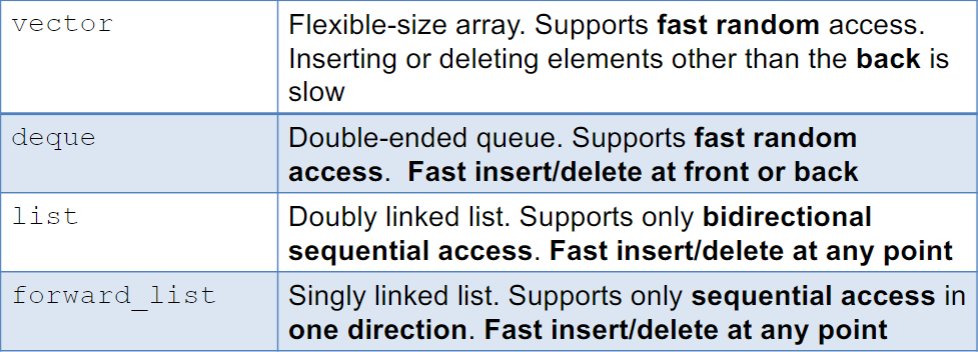 vector
Flexible-size array. Supports fast random access.
Inserting or deleting elements other than the back is
slow
deque
Double-ended queue. Supports fast random
access. Fast insert/delete at front or back
list
Doubly linked list. Supports only bidirectional
sequential access. Fast insert/delete at any point
forward_list
Singly linked list. Supports only sequential access in
one direction. Fast insert/delete at any point